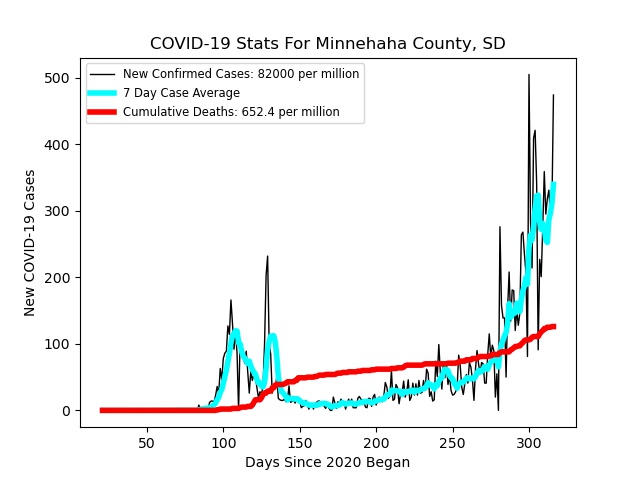 COVID-19 Stats For Minnehaha County, SD
New Confirmed Cases: 82000 per million
7 Day Case Average
Cumulative Deaths: 652.4 per million
New COVID-19 Cases
500
400
300
200
100
0
50 100 150 200 250 300
Days Since 2020 Began